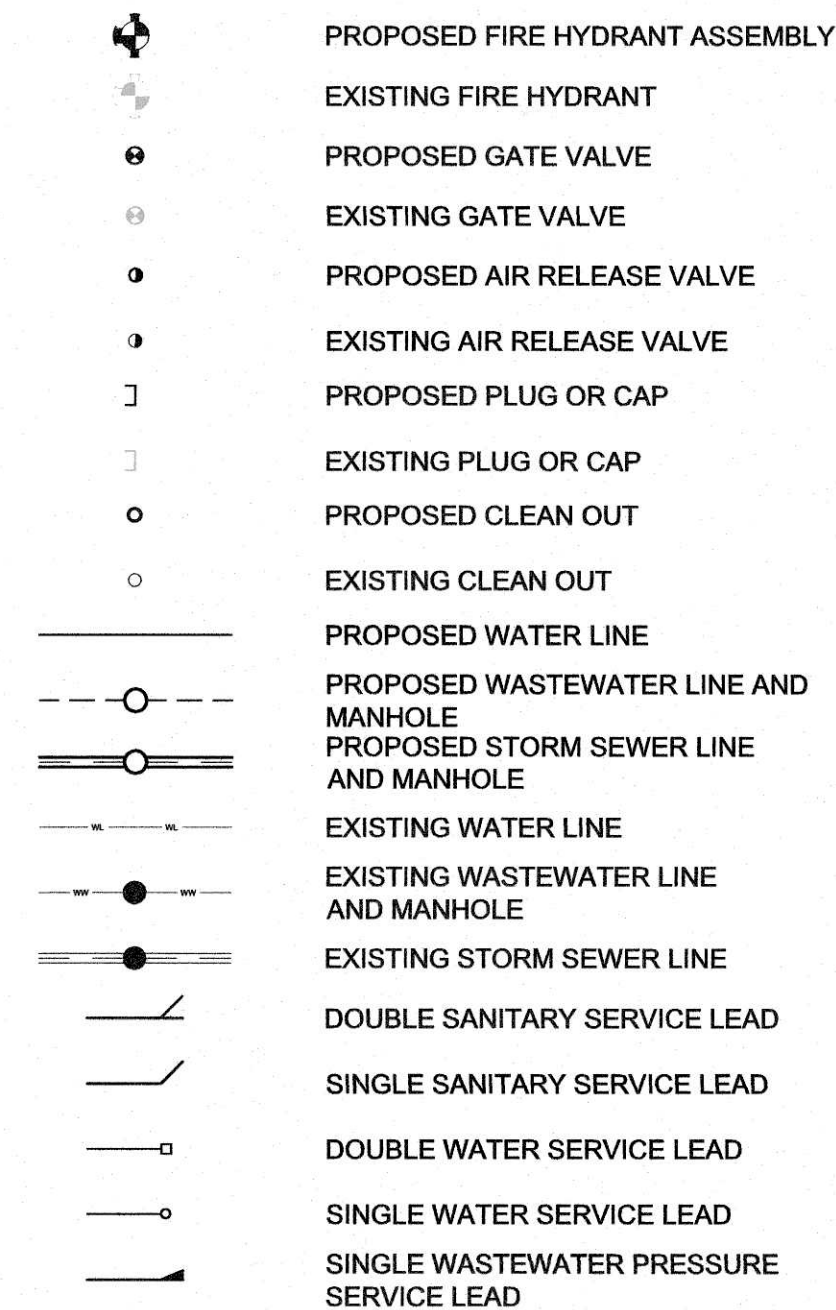 PROPOSED FIRE HYDRANT ASSEMBLY
EXISTING FIRE HYDRANT
PROPOSED GATE VALVE
EXISTING GATE VALVE
PROPOSED AIR RELEASE VALVE
EXISTING AIR RELEASE VALVE
PROPOSED PLUG OR CAP
EXISTING PLUG OR CAP
PROPOSED CLEAN OUT
EXISTING CLEAN OUT
PROPOSED WATER LINE
PROPOSED WASTEWATER LINE AND
MANHOLE
PROPOSED STORM SEWER LINE
AND MANHOLE
WL WL EXISTING WATER LINE
WW WW EXISTING WASTEWATER LINE
AND MANHOLE
EXISTING STORM SEWER LINE
DOUBLE SANITARY SERVICE LEAD
SINGLE SANITARY SERVICE LEAD
DOUBLE WATER SERVICE LEAD
SINGLE WATER SERVICE LEAD
SINGLE WASTEWATER PRESSURE
SERVICE LEAD